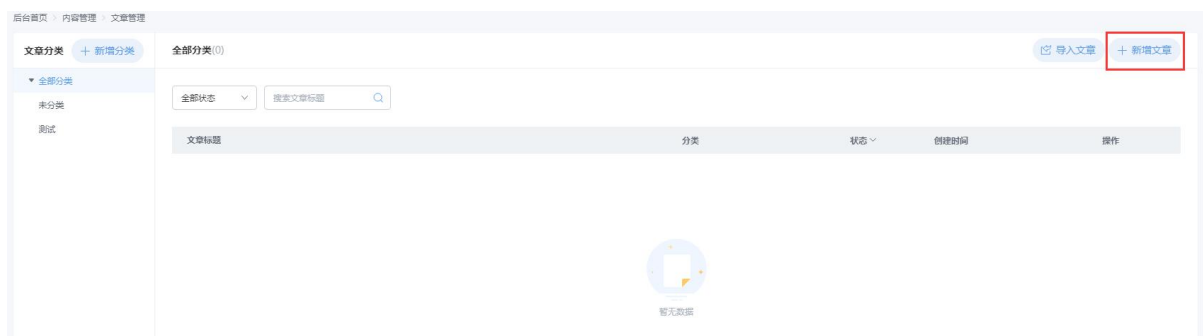 后台首页 > 内容管理 > 文章管理
文章分类 + 新增分类 全部分类(0) 导入文章 + 新增文章
全部分类
未分类
测试
全部状态 搜索文章标题
文章标题 分类 状态 创建时间 操作
暂无数据